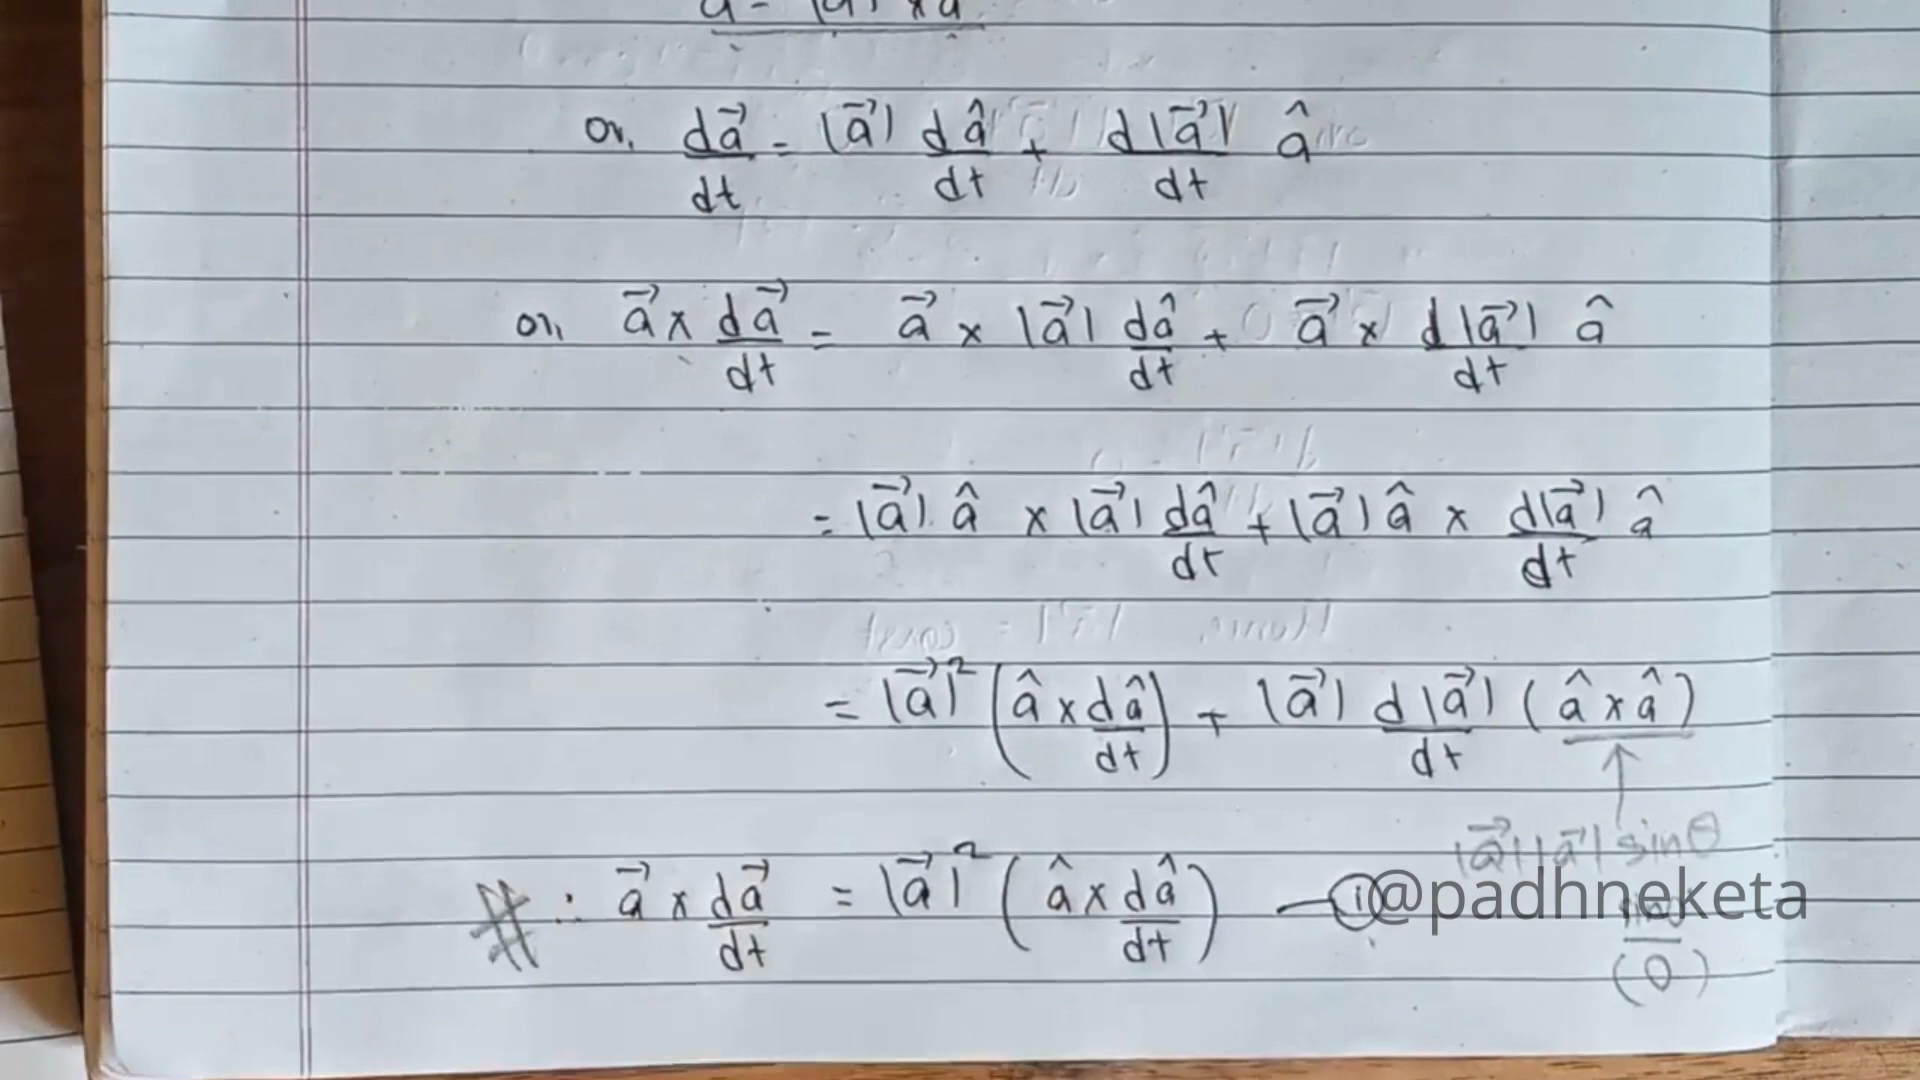 a⃗ = |a⃗| × â
or, da⃗/dt = |a⃗| dâ/dt + d|a⃗|/dt â
or, a⃗ × da⃗/dt = a⃗ × |a⃗| dâ/dt + a⃗ × d|a⃗|/dt â
= |a⃗| â × |a⃗| dâ/dt + |a⃗| â × d|a⃗|/dt â
= |a⃗|² (â × dâ/dt) + |a⃗| d|a⃗|/dt (â × â)
↑
|a⃗||a⃗| sinθ
# ∴ a⃗ × da⃗/dt = |a⃗|² (â × dâ/dt) — ①
@padhneketa
(0)